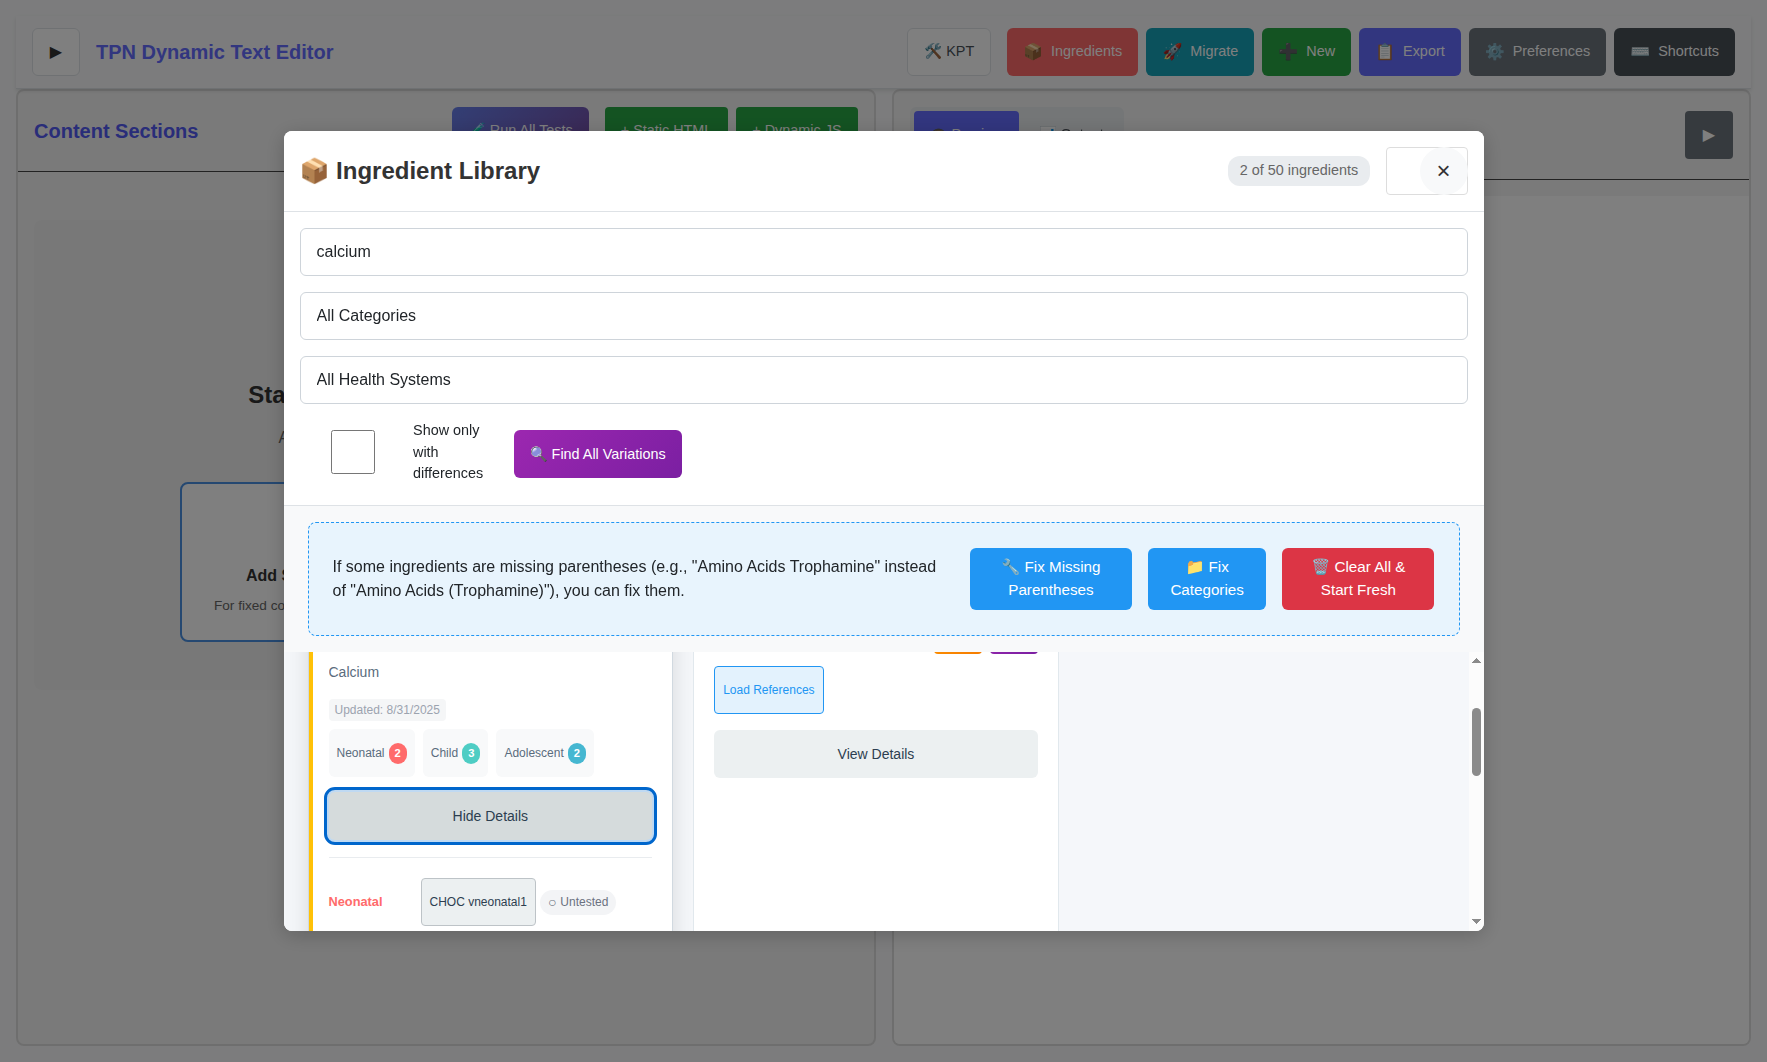 ▶ TPN Dynamic Text Editor
🛠️ KPT 📦 Ingredients 🚀 Migrate ➕ New 📋 Export ⚙️ Preferences ⌨️ Shortcuts
Content Sections
Run All Tests + Static HTML + Dynamic JS
▶
📦 Ingredient Library
2 of 50 ingredients
✕
calcium
All Categories
All Health Systems
Show only
with
differences
🔍 Find All Variations
Sta
Add
For fixed co
If some ingredients are missing parentheses (e.g., "Amino Acids Trophamine" instead
of "Amino Acids (Trophamine)"), you can fix them.
🔧 Fix Missing
Parentheses
📁 Fix
Categories
🗑️ Clear All &
Start Fresh
Calcium
Updated: 8/31/2025
Neonatal 2 Child 3 Adolescent 2
Hide Details
Neonatal CHOC vneonatal1 ○ Untested
Load References
View Details